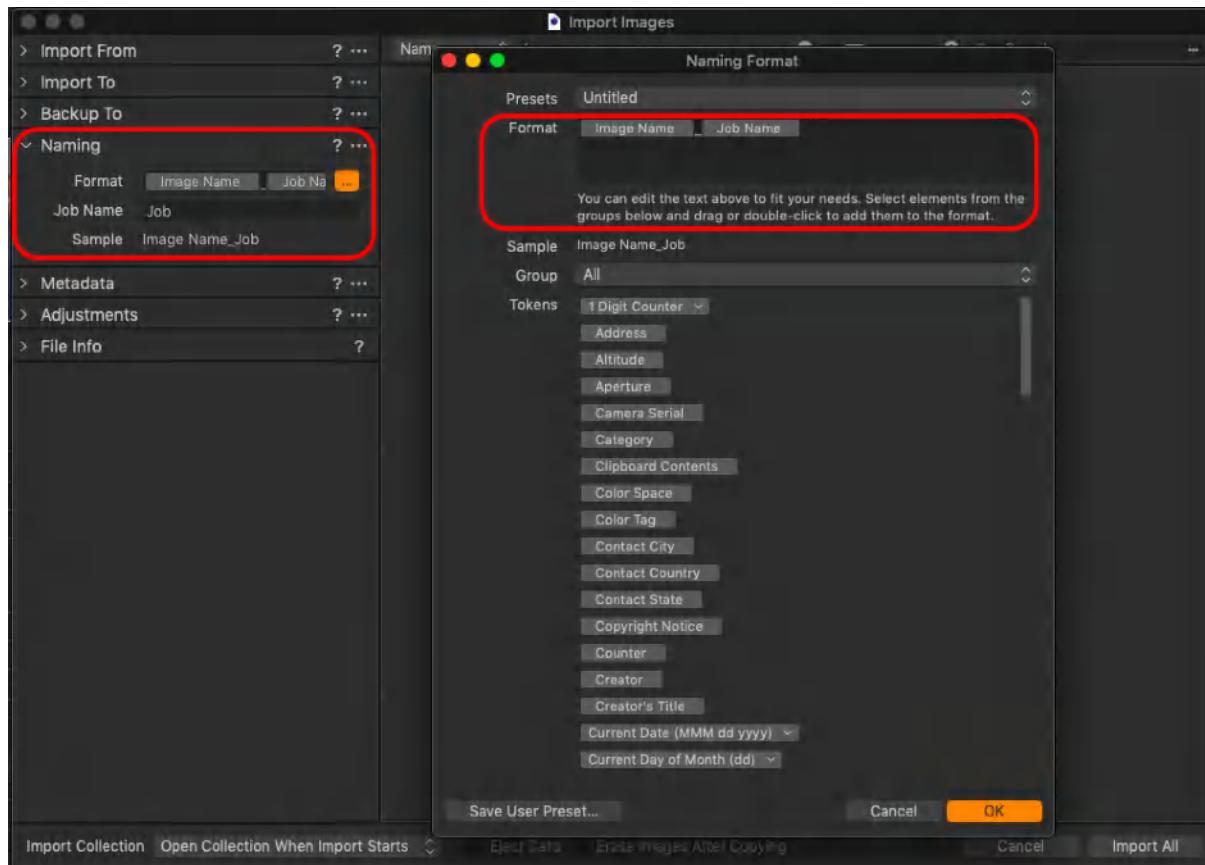 Import Images
Import From ? ...
Import To ? ...
Backup To ? ...
Naming ? ...
Format Image Name _ Job Na ...
Job Name Job
Sample Image Name_Job
Metadata ? ...
Adjustments ? ...
File Info ?
Nam
...
Naming Format
Presets Untitled
Format Image Name _ Job Name
You can edit the text above to fit your needs. Select elements from the
groups below and drag or double-click to add them to the format.
Sample Image Name_Job
Group All
Tokens 1 Digit Counter
Address
Altitude
Aperture
Camera Serial
Category
Clipboard Contents
Color Space
Color Tag
Contact City
Contact Country
Contact State
Copyright Notice
Counter
Creator
Creator's Title
Current Date (MMM dd yyyy)
Current Day of Month (dd)
Save User Preset... Cancel OK
Import Collection Open Collection When Import Starts Eject Card Erase Images After Copying Cancel Import All